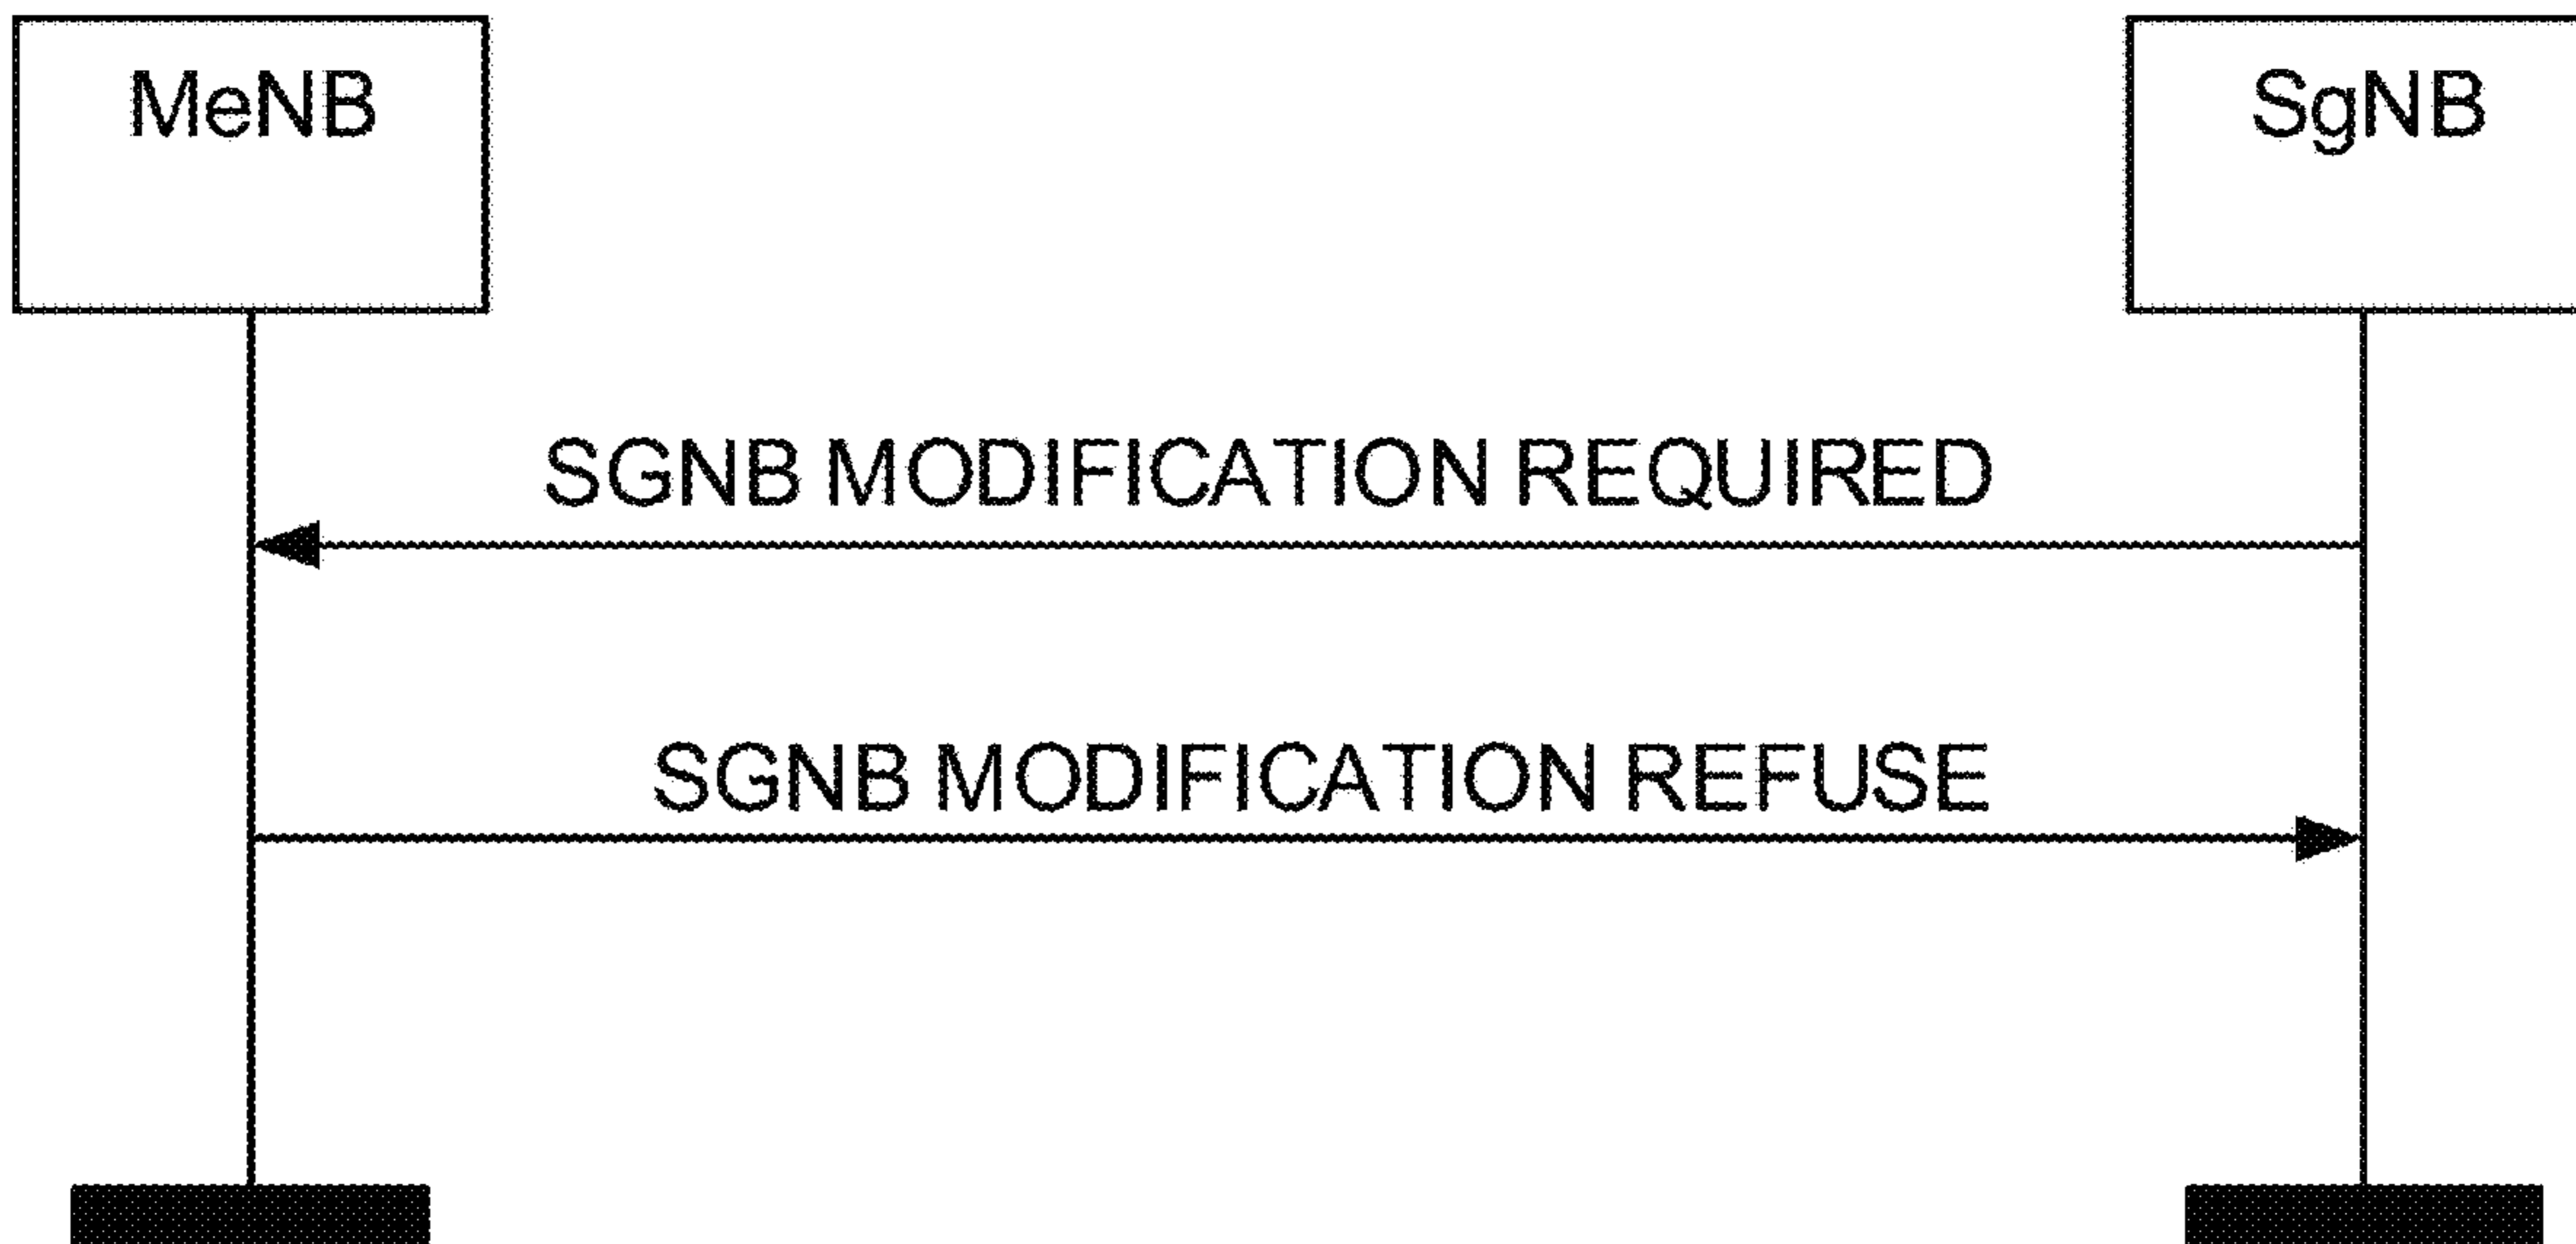 MeNB
SgNB
SGNB MODIFICATION REQUIRED
SGNB MODIFICATION REFUSE